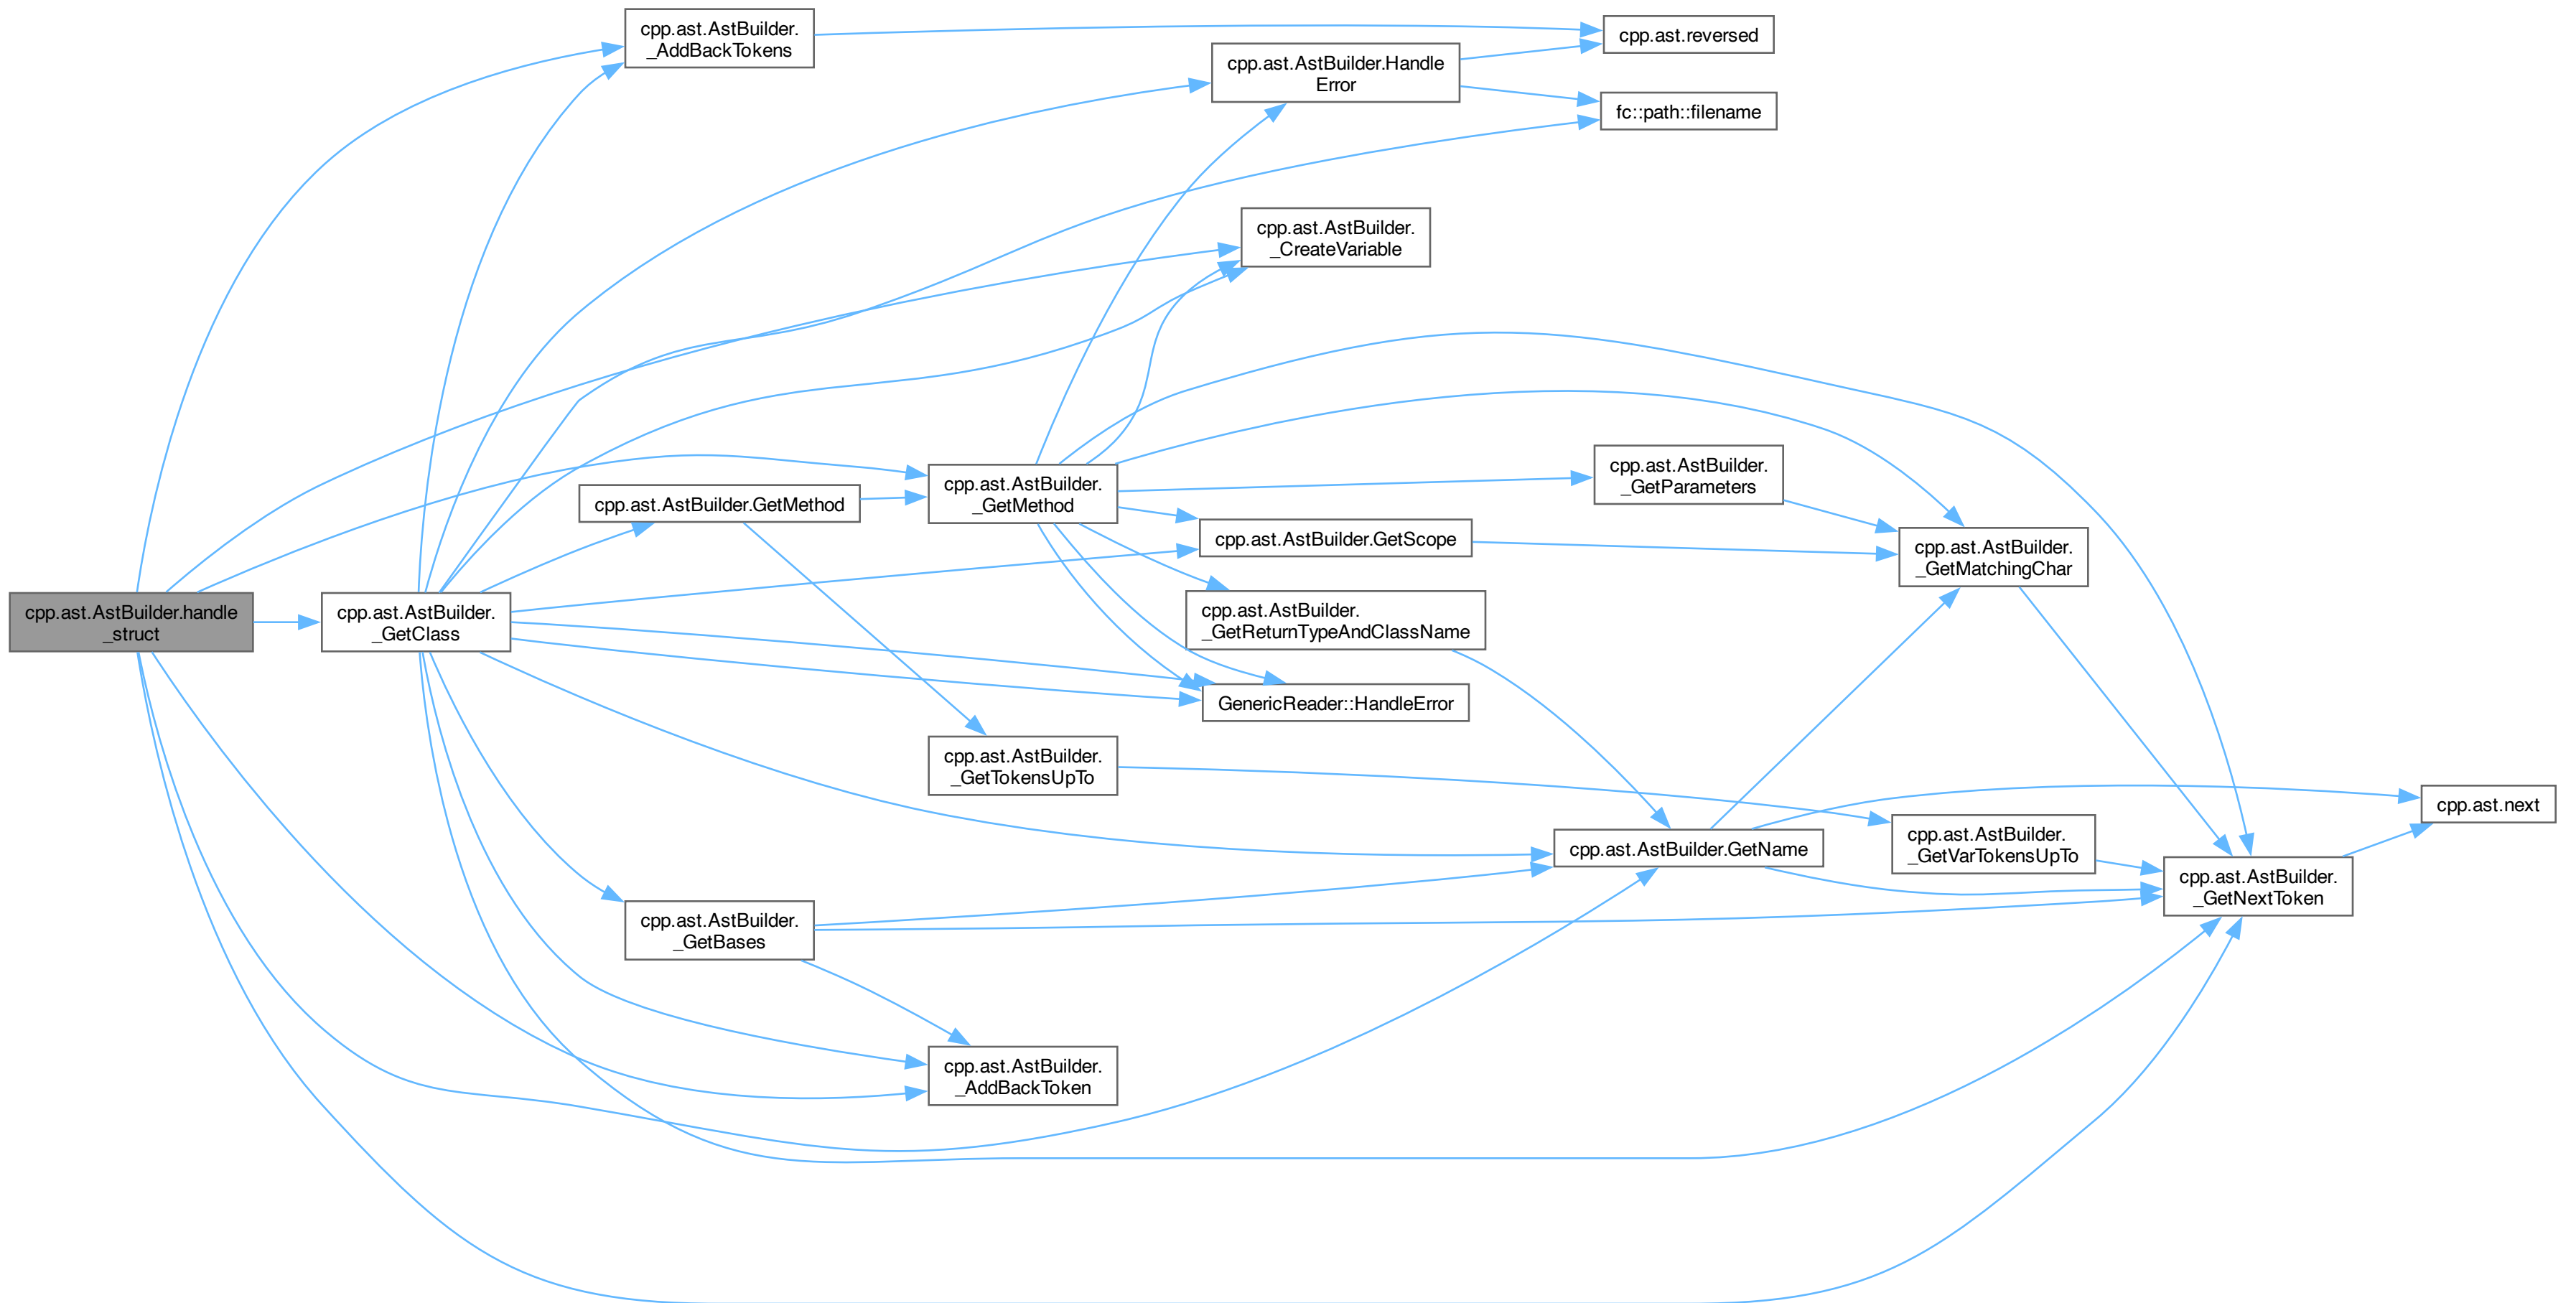 cpp.ast.AstBuilder.handle
_struct
cpp.ast.AstBuilder.
_GetClass
cpp.ast.AstBuilder.
_AddBackTokens
cpp.ast.AstBuilder.GetMethod
cpp.ast.AstBuilder.
_GetBases
cpp.ast.AstBuilder.
_GetMethod
cpp.ast.AstBuilder.
_GetTokensUpTo
cpp.ast.AstBuilder.
_AddBackToken
cpp.ast.AstBuilder.Handle
Error
cpp.ast.AstBuilder.
_CreateVariable
cpp.ast.AstBuilder.GetScope
cpp.ast.AstBuilder.
_GetReturnTypeAndClassName
GenericReader::HandleError
cpp.ast.reversed
fc::path::filename
cpp.ast.AstBuilder.
_GetParameters
cpp.ast.AstBuilder.GetName
cpp.ast.AstBuilder.
_GetMatchingChar
cpp.ast.AstBuilder.
_GetVarTokensUpTo
cpp.ast.AstBuilder.
_GetNextToken
cpp.ast.next